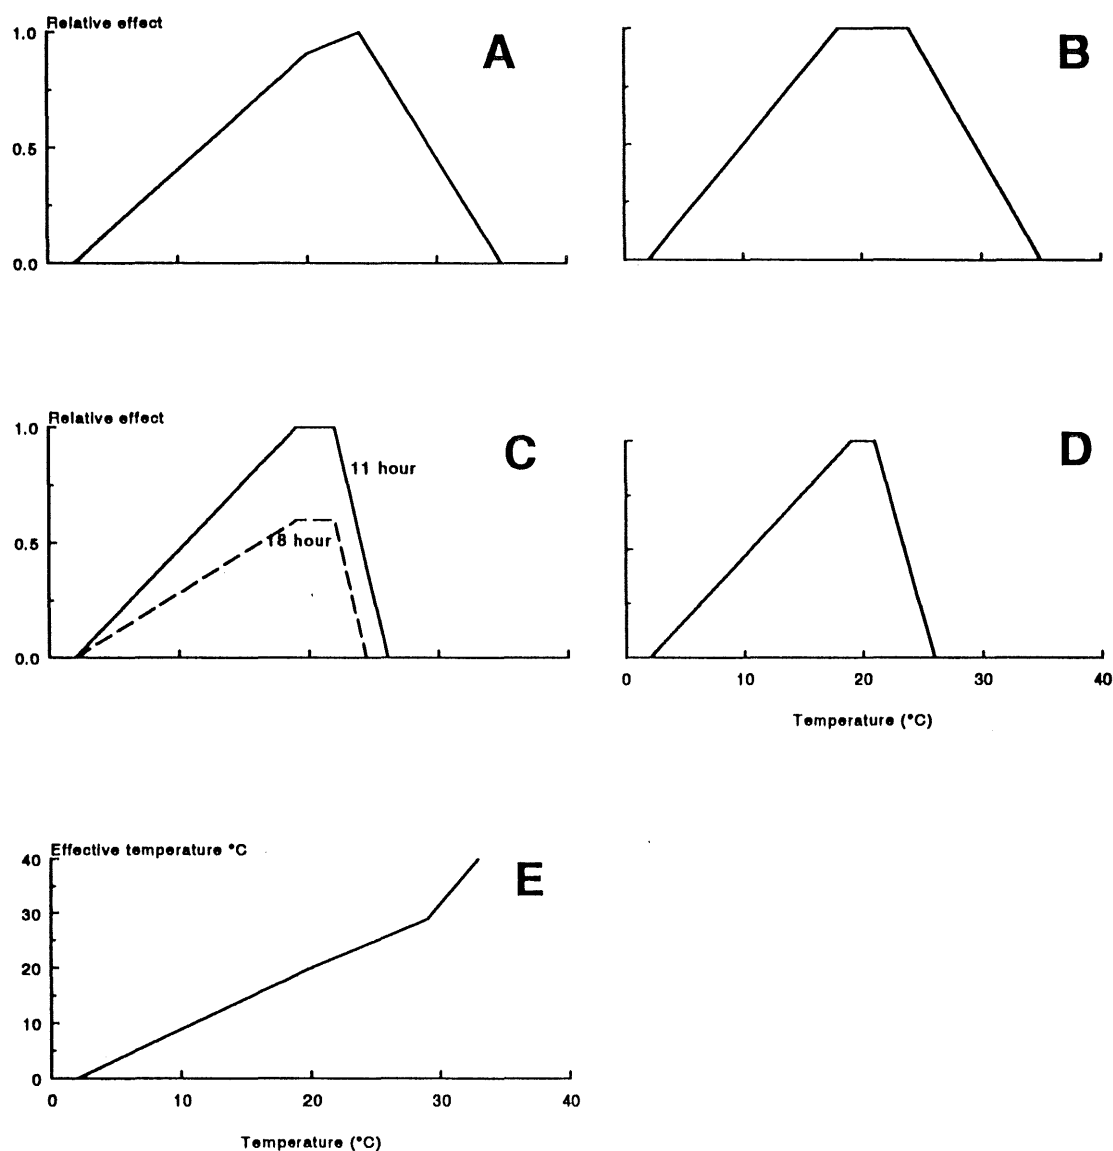 Relative effect
A
B
1.0
0.5
0.0
Relative effect
C
D
1.0
11 hour
18 hour
0.5
0.0
0 10 20 30 40
Temperature (°C)
Effective temperature °C
E
40
30
20
10
0
0 10 20 30 40
Temperature (°C)